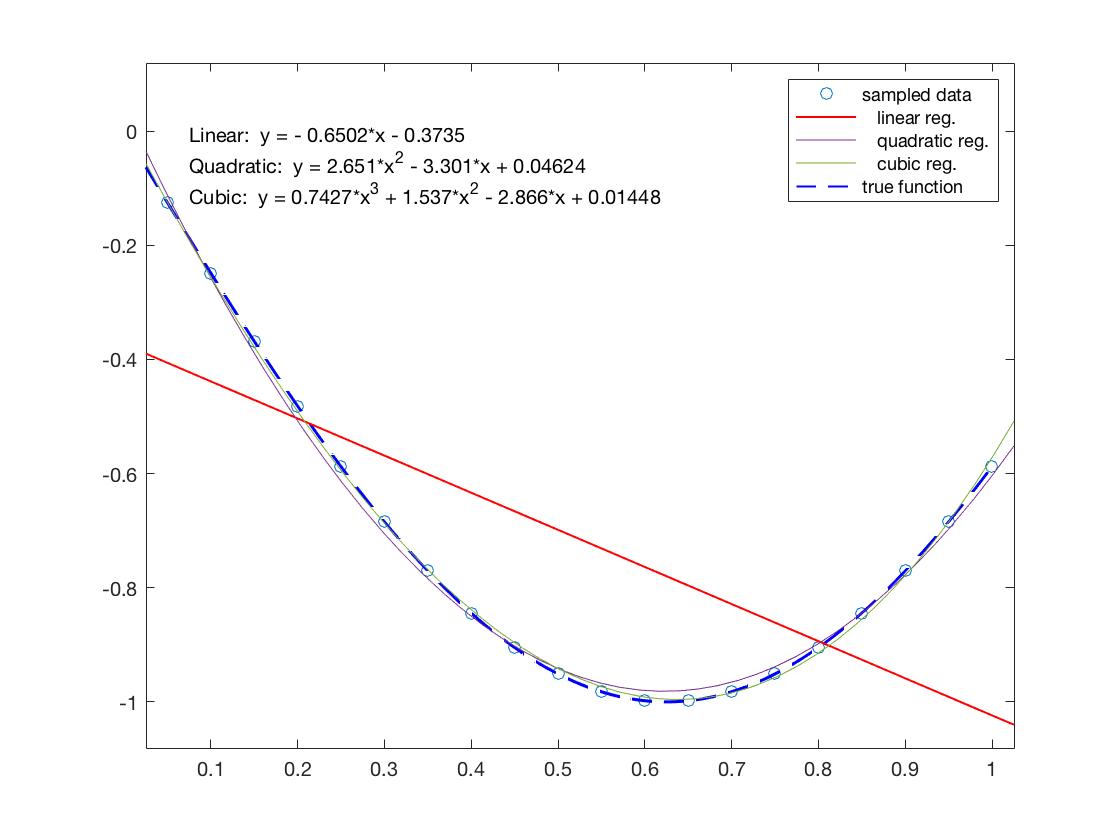 Linear: y = - 0.6502*x - 0.3735
Quadratic: y = 2.651*x² - 3.301*x + 0.04624
Cubic: y = 0.7427*x³ + 1.537*x² - 2.866*x + 0.01448
sampled data
linear reg.
quadratic reg.
cubic reg.
true function
0
-0.2
-0.4
-0.6
-0.8
-1
0.1 0.2 0.3 0.4 0.5 0.6 0.7 0.8 0.9 1